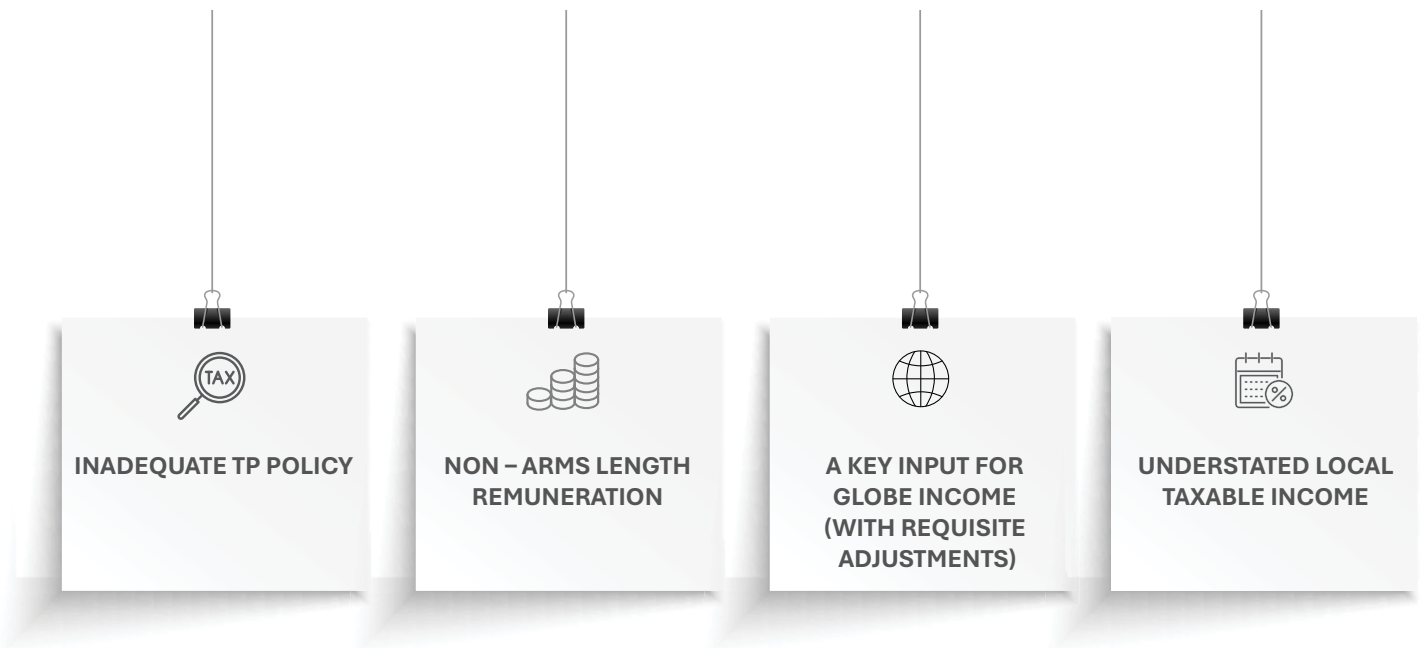 TAX
INADEQUATE TP POLICY
NON – ARMS LENGTH
REMUNERATION
A KEY INPUT FOR
GLOBE INCOME
(WITH REQUISITE
ADJUSTMENTS)
%
UNDERSTATED LOCAL
TAXABLE INCOME